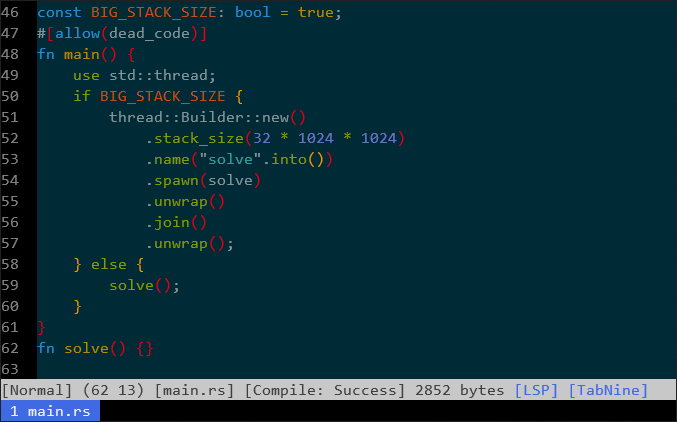 46  const BIG_STACK_SIZE: bool = true;
47  #[allow(dead_code)]
48  fn main() {
49      use std::thread;
50      if BIG_STACK_SIZE {
51          thread::Builder::new()
52              .stack_size(32 * 1024 * 1024)
53              .name("solve".into())
54              .spawn(solve)
55              .unwrap()
56              .join()
57              .unwrap();
58      } else {
59          solve();
60      }
61  }
62  fn solve() {}
63
[Normal] (62 13) [main.rs] [Compile: Success] 2852 bytes [LSP] [TabNine]
1 main.rs